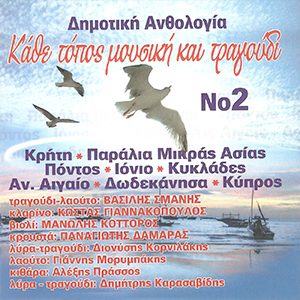 Δημοτική Ανθολογία
Κάθε τόπος μουσική και τραγούδι
Νο2
Κρήτη * Παράλια Μικράς Ασίας
Πόντος * Ιόνιο * Κυκλάδες
Αν. Αιγαίο * Δωδεκάνησα * Κύπρος
τραγούδι-λαούτο: ΒΑΣΙΛΗΣ ΣΜΑΝΗΣ
κλαρίνο: ΚΩΣΤΑΣ ΓΙΑΝΝΑΚΟΠΟΥΛΟΣ
βιολί: ΜΑΝΩΛΗΣ ΚΟΤΤΟΡΟΣ
κρουστά: ΠΑΝΑΓΙΩΤΗΣ ΔΑΜΑΡΑΣ
λύρα-τραγούδι: Διονύσης Κορνιλάκης
λαούτο: Γιάννης Μορυμπάκης
κιθάρα: Αλέξης Πράσσος
λύρα - τραγούδι: Δημήτρης Καρασαβίδης